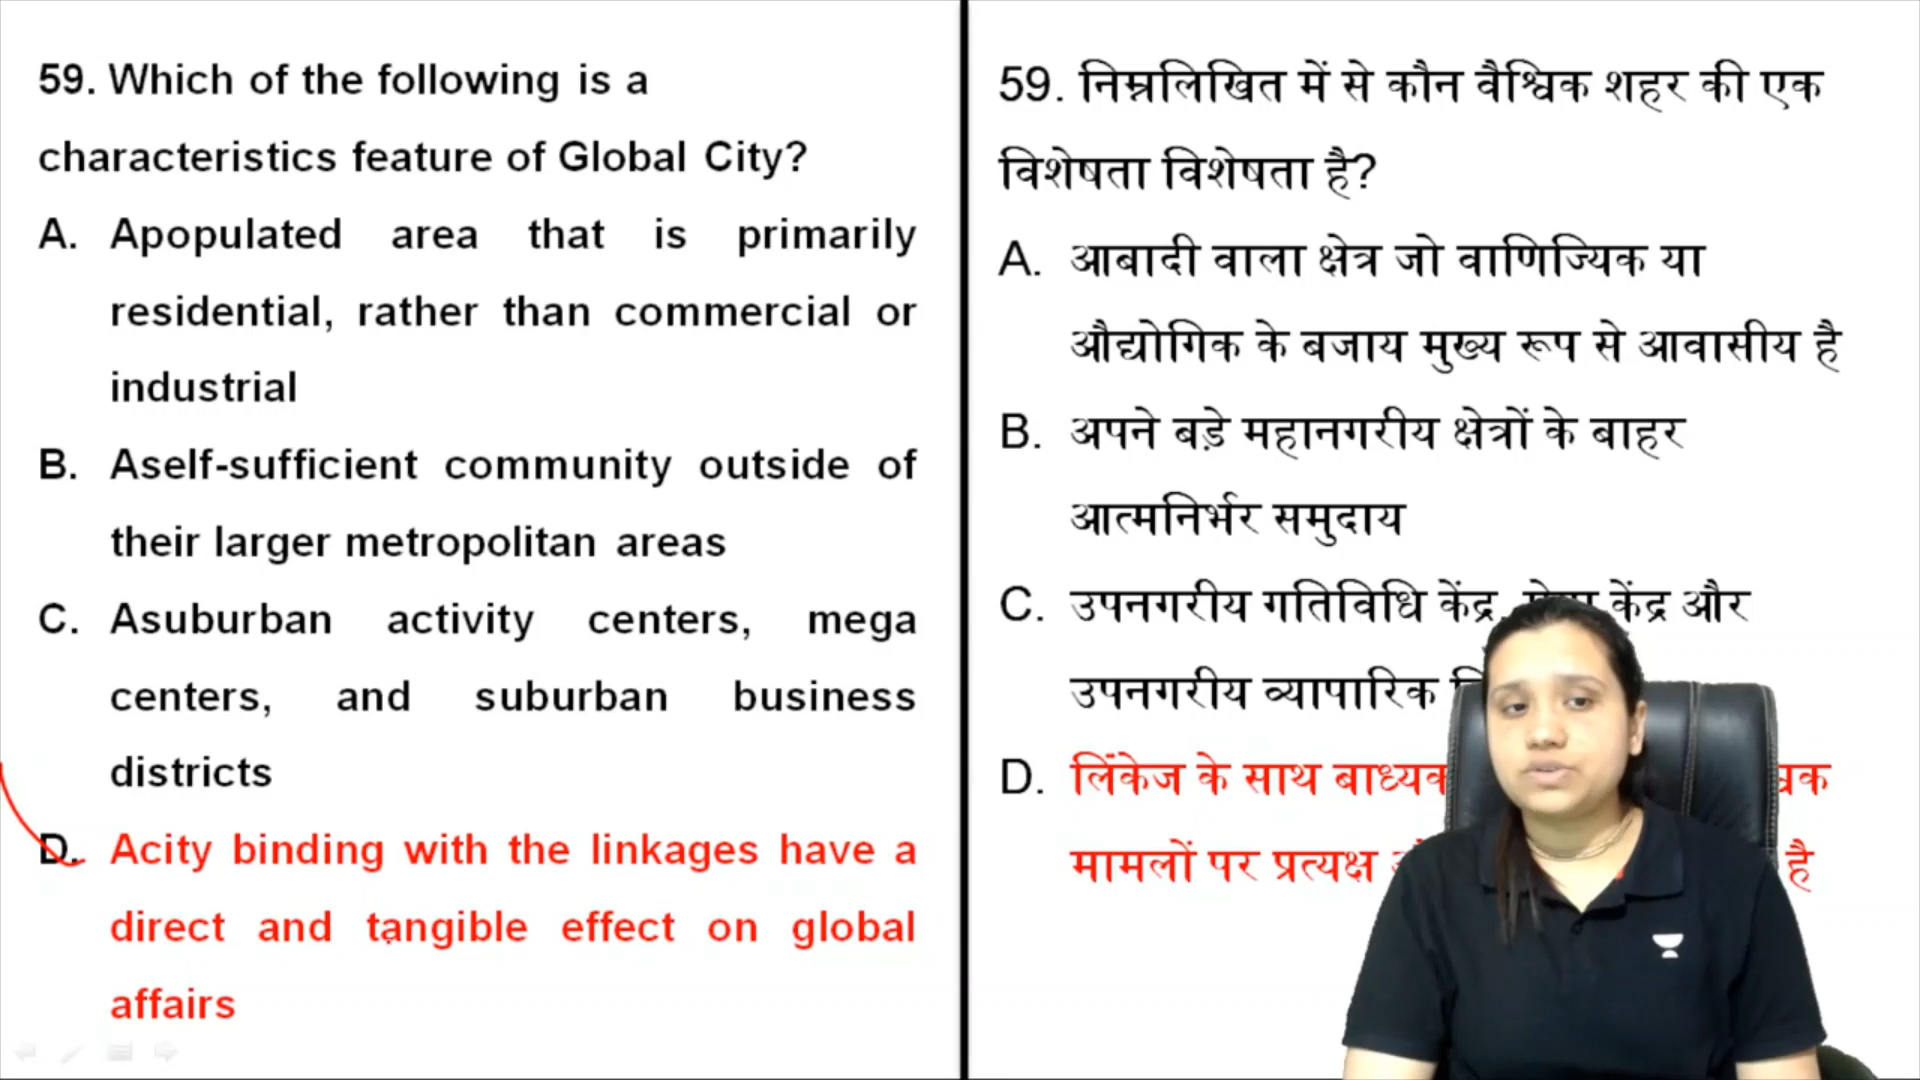 59. Which of the following is a
characteristics feature of Global City?
A. Apopulated area that is primarily
residential, rather than commercial or
industrial
B. Aself-sufficient community outside of
their larger metropolitan areas
C. Asuburban activity centers, mega
centers, and suburban business
districts
D. Acity binding with the linkages have a
direct and tangible effect on global
affairs
59. निम्नलिखित में से कौन वैश्विक शहर की एक
विशेषता विशेषता है?
A. आबादी वाला क्षेत्र जो वाणिज्यिक या
औद्योगिक के बजाय मुख्य रूप से आवासीय है
B. अपने बड़े महानगरीय क्षेत्रों के बाहर
आत्मनिर्भर समुदाय
C. उपनगरीय गतिविधि केंद्र, केंद्र और
उपनगरीय व्यापारिक
D. लिंकेज के साथ
मामलों पर प्रत्यक्ष है